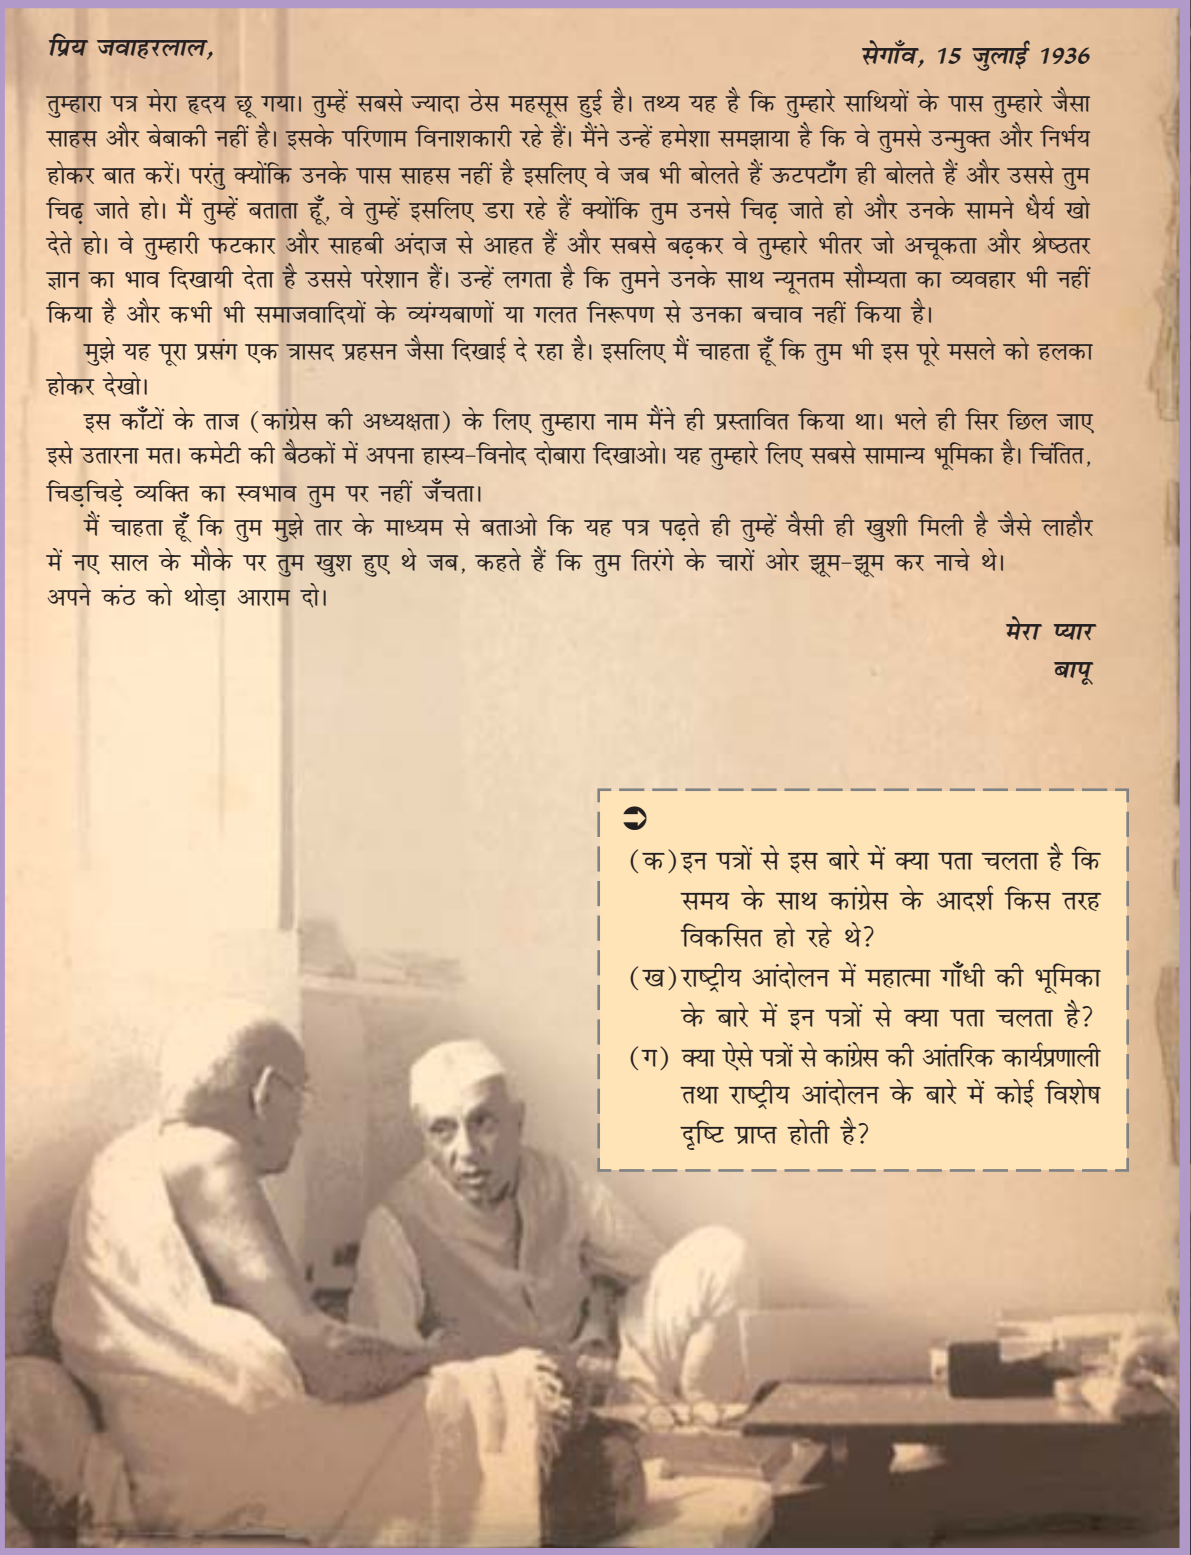 प्रिय जवाहरलाल,
सेगाँव, 15 जुलाई 1936
तुम्हारा पत्र मेरा हृदय छू गया। तुम्हें सबसे ज्यादा ठेस महसूस हुई है। तथ्य यह है कि तुम्हारे साथियों के पास तुम्हारे जैसा
साहस और बेबाकी नहीं है। इसके परिणाम विनाशकारी रहे हैं। मैंने उन्हें हमेशा समझाया है कि वे तुमसे उन्मुक्त और निर्भय
होकर बात करें। परंतु क्योंकि उनके पास साहस नहीं है इसलिए वे जब भी बोलते हैं ऊटपटाँग ही बोलते हैं और उससे तुम
चिढ़ जाते हो। मैं तुम्हें बताता हूँ, वे तुम्हें इसलिए डरा रहे हैं क्योंकि तुम उनसे चिढ़ जाते हो और उनके सामने धैर्य खो
देते हो। वे तुम्हारी फटकार और साहबी अंदाज से आहत हैं और सबसे बढ़कर वे तुम्हारे भीतर जो अचूकता और श्रेष्ठतर
ज्ञान का भाव दिखायी देता है उससे परेशान हैं। उन्हें लगता है कि तुमने उनके साथ न्यूनतम सौम्यता का व्यवहार भी नहीं
किया है और कभी भी समाजवादियों के व्यंग्यबाणों या गलत निरूपण से उनका बचाव नहीं किया है।
मुझे यह पूरा प्रसंग एक त्रासद प्रहसन जैसा दिखाई दे रहा है। इसलिए मैं चाहता हूँ कि तुम भी इस पूरे मसले को हलका
होकर देखो।
इस काँटों के ताज (कांग्रेस की अध्यक्षता) के लिए तुम्हारा नाम मैंने ही प्रस्तावित किया था। भले ही सिर छिल जाए
इसे उतारना मत। कमेटी की बैठकों में अपना हास्य-विनोद दोबारा दिखाओ। यह तुम्हारे लिए सबसे सामान्य भूमिका है। चिंतित,
चिड़चिड़े व्यक्ति का स्वभाव तुम पर नहीं जँचता।
मैं चाहता हूँ कि तुम मुझे तार के माध्यम से बताओ कि यह पत्र पढ़ते ही तुम्हें वैसी ही खुशी मिली है जैसे लाहौर
में नए साल के मौके पर तुम खुश हुए थे जब, कहते हैं कि तुम तिरंगे के चारों ओर झूम-झूम कर नाचे थे।
अपने कंठ को थोड़ा आराम दो।
मेरा प्यार
बापू
(क) इन पत्रों से इस बारे में क्या पता चलता है कि
समय के साथ कांग्रेस के आदर्श किस तरह
विकसित हो रहे थे?
(ख) राष्ट्रीय आंदोलन में महात्मा गाँधी की भूमिका
के बारे में इन पत्रों से क्या पता चलता है?
(ग) क्या ऐसे पत्रों से कांग्रेस की आंतरिक कार्यप्रणाली
तथा राष्ट्रीय आंदोलन के बारे में कोई विशेष
दृष्टि प्राप्त होती है?